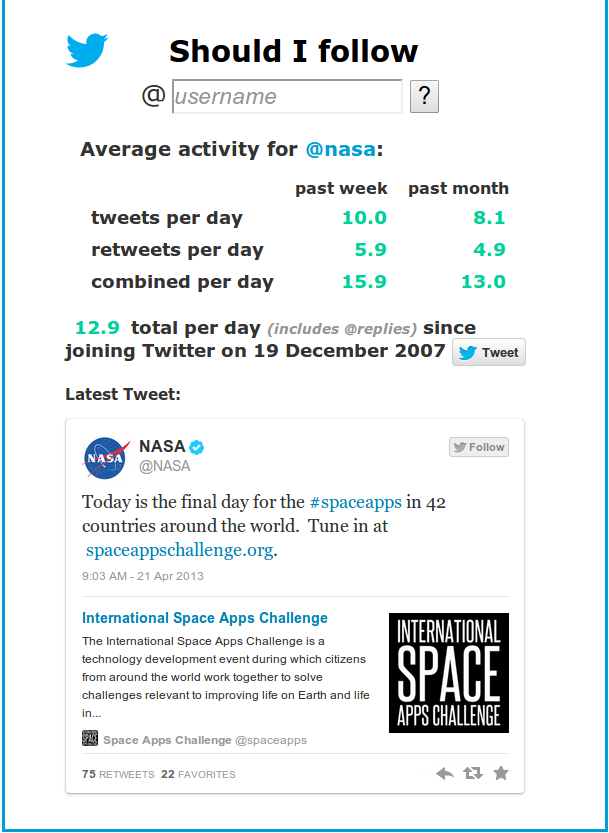 Should I follow
@ username ?
Average activity for @nasa:
past week past month
tweets per day 10.0 8.1
retweets per day 5.9 4.9
combined per day 15.9 13.0
12.9 total per day (includes @replies) since
joining Twitter on 19 December 2007 Tweet
Latest Tweet:
NASA
NASA Follow
@NASA
Today is the final day for the #spaceapps in 42
countries around the world. Tune in at
spaceappschallenge.org.
9:03 AM - 21 Apr 2013
International Space Apps Challenge
The International Space Apps Challenge is a
technology development event during which citizens
from around the world work together to solve
challenges relevant to improving life on Earth and life
in...
INTERNATIONAL
SPACE
APPS CHALLENGE
SPACE
Space Apps Challenge @spaceapps
75 RETWEETS 22 FAVORITES